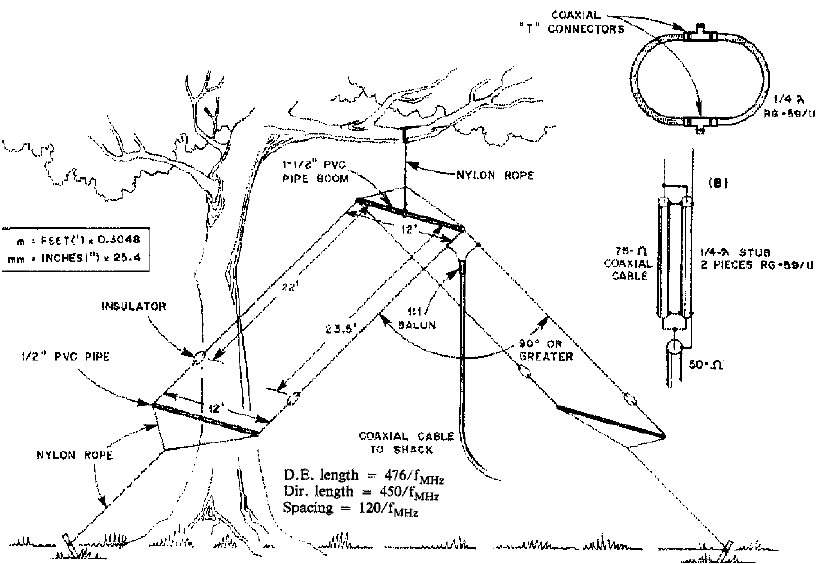 COAXIAL
"T" CONNECTORS
1/4 λ
RG-59/U
1-1/2" PVC
PIPE BOOM
NYLON ROPE
(B)
m = FEET(') x 0.3048
mm = INCHES(") x 25.4
12'
75-Ω
COAXIAL
CABLE
1/4-λ STUB
2 PIECES RG-59/U
22'
INSULATOR
1:1
BALUN
23.5'
90° OR
GREATER
1/2" PVC PIPE
50-Ω
12'
COAXIAL CABLE
TO SHACK
NYLON ROPE
D.E. length = 476/fMHz
Dir. length = 450/fMHz
Spacing = 120/fMHz